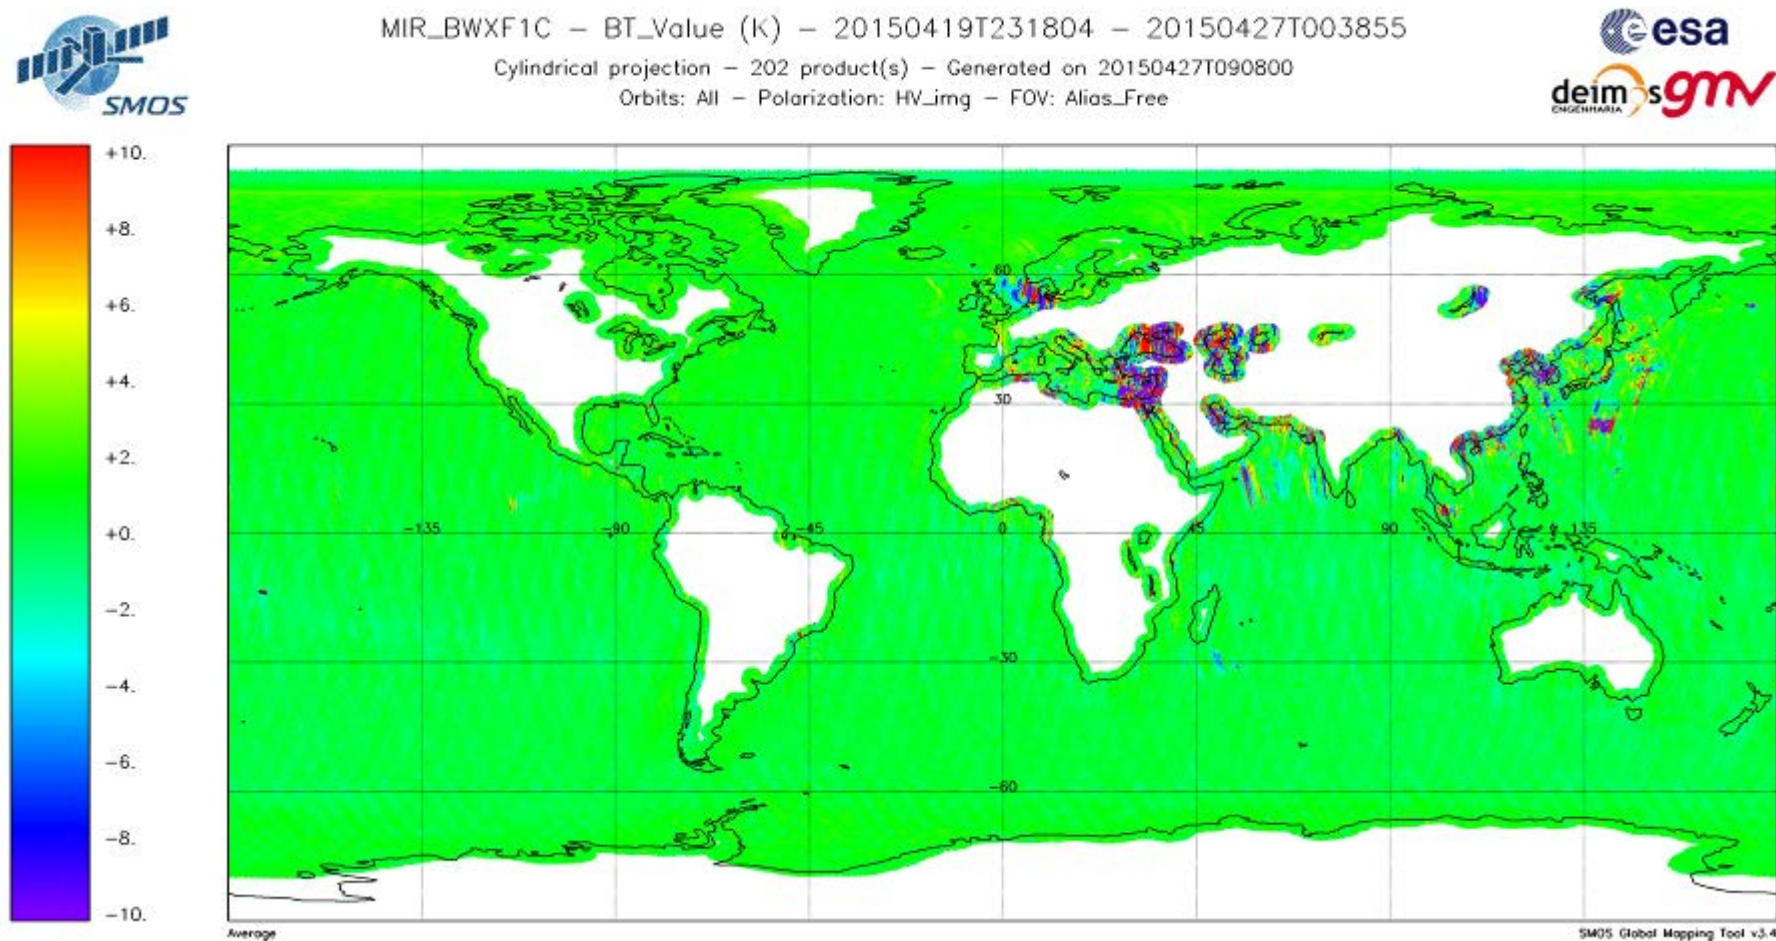 MIR_BWXF1C - BT_Value (K) - 20150419T231804 - 20150427T003855
Cylindrical projection - 202 product(s) - Generated on 20150427T090800
Orbits: All - Polarization: HV_img - FOV: Alias_Free
SMOS
esa
deimos
ENGENHARIA
gmv
+10.
+8.
+6.
+4.
+2.
+0.
-2.
-4.
-6.
-8.
-10.
60
30
-135 -90 -45 0 45 90 135
-30
-60
Average
SMOS Global Mapping Tool v3.4